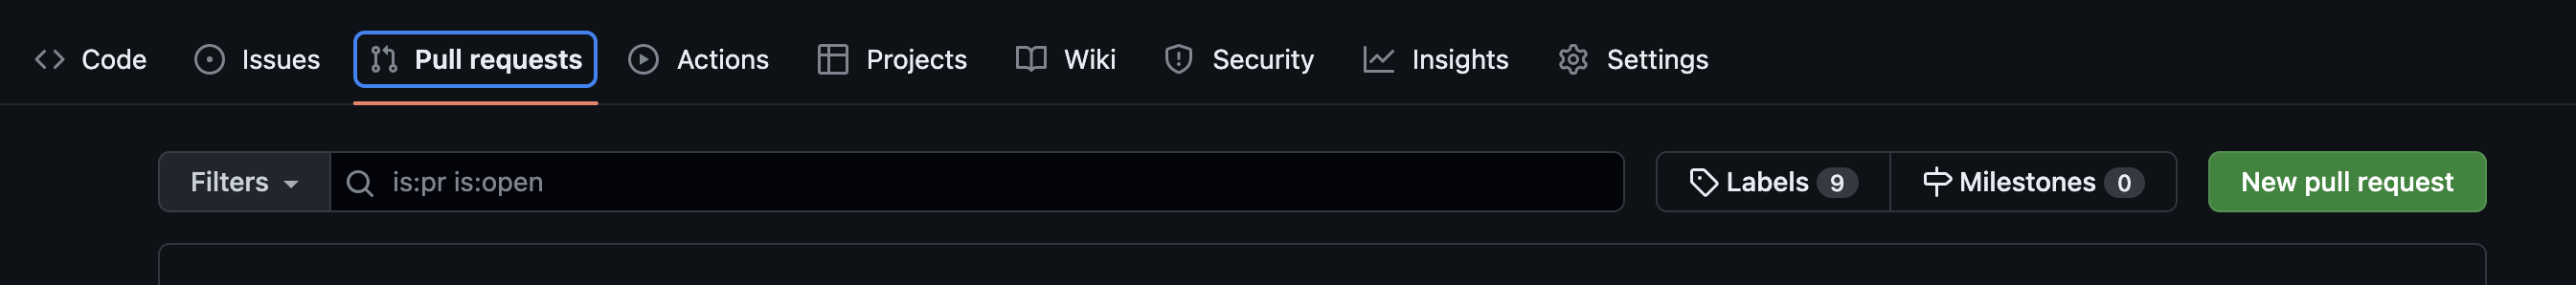 Code Issues Pull requests Actions Projects Wiki Security Insights Settings
Filters is:pr is:open Labels 9 Milestones 0 New pull request